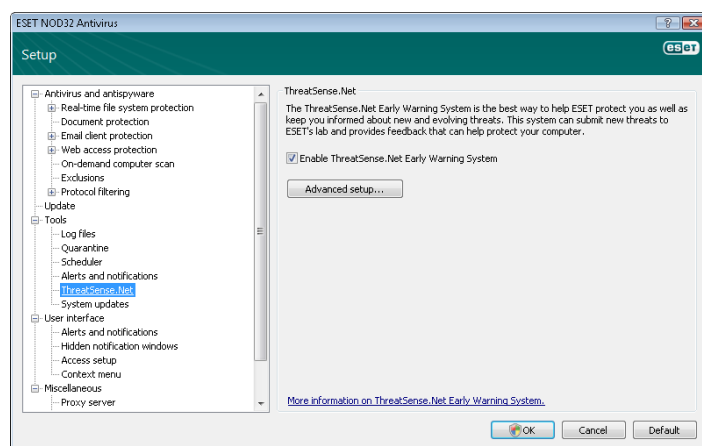 ESET NOD32 Antivirus
Setup
eseT
Antivirus and antispyware
Real-time file system protection
Document protection
Email client protection
Web access protection
On-demand computer scan
Exclusions
Protocol filtering
Update
Tools
Log files
Quarantine
Scheduler
Alerts and notifications
ThreatSense.Net
System updates
User interface
Alerts and notifications
Hidden notification windows
Access setup
Context menu
Miscellaneous
Proxy server
ThreatSense.Net
The ThreatSense.Net Early Warning System is the best way to help ESET protect you as well as
keep you informed about new and evolving threats. This system can submit new threats to
ESET's lab and provides feedback that can help protect your computer.
Enable ThreatSense.Net Early Warning System
Advanced setup...
More information on ThreatSense.Net Early Warning System.
OK
Cancel
Default